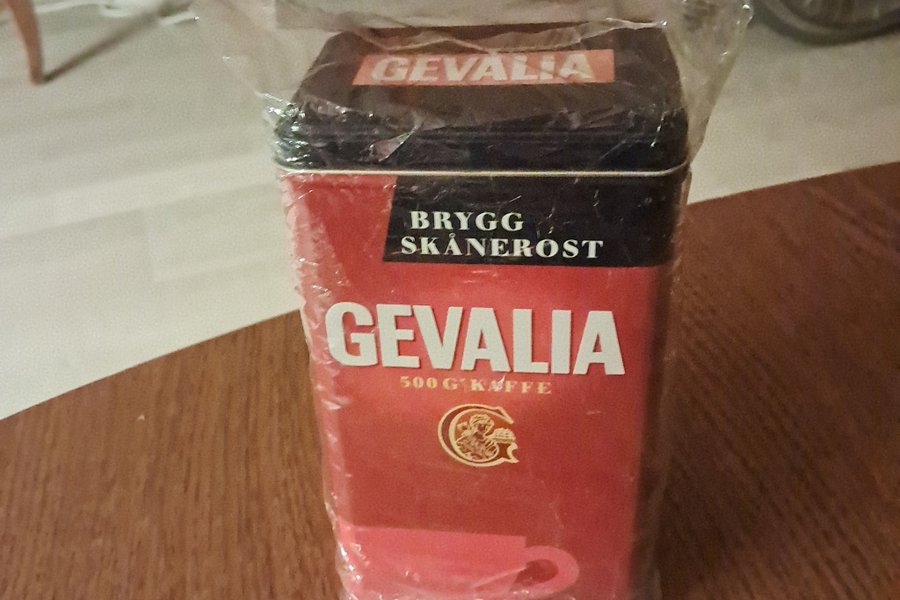 GEVALIA
BRYGG
SKÅNEROST
GEVALIA
500 G KAFFE
G